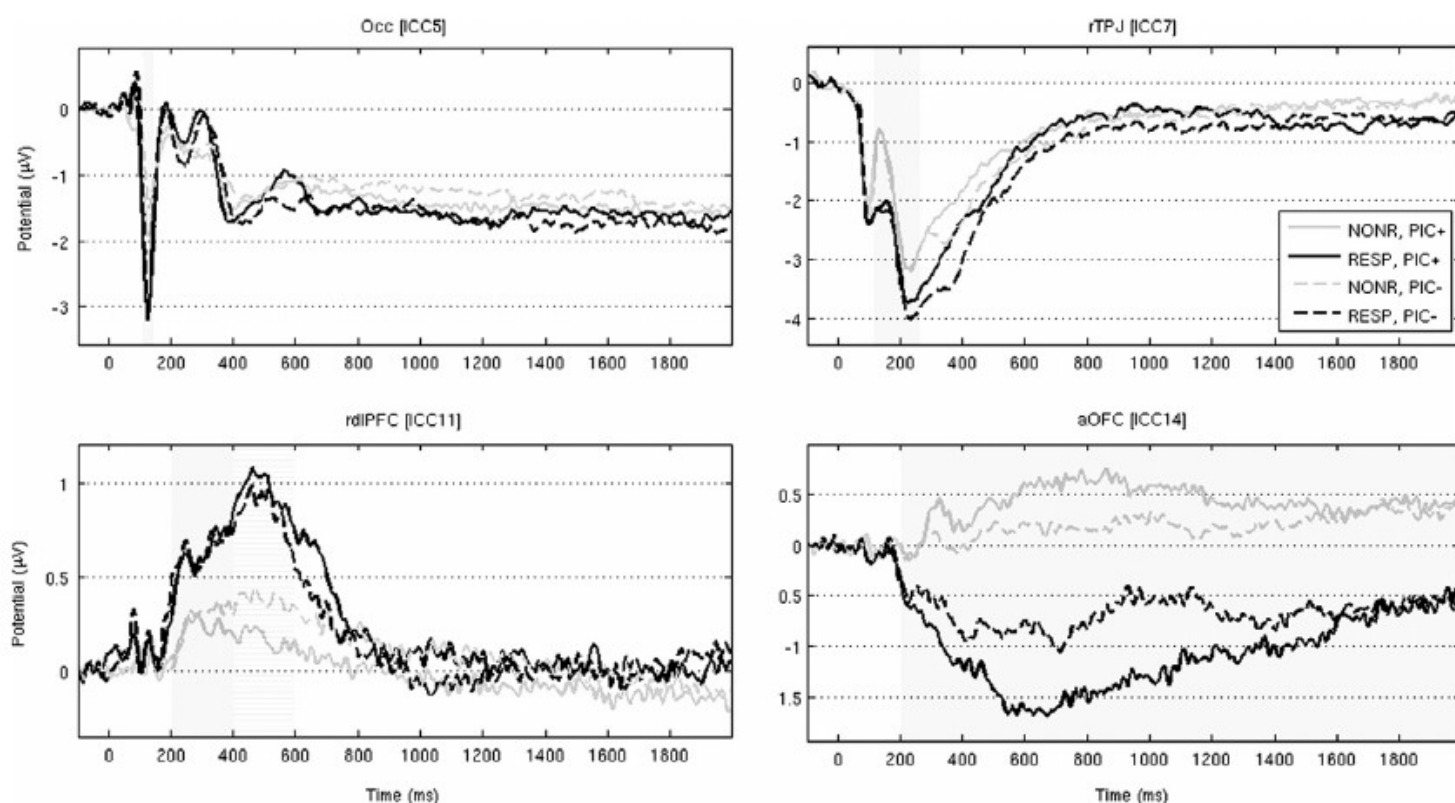 Occ [ICC5]
0
-1
-2
-3
Potential (µV)
0 200 400 600 800 1000 1200 1400 1600 1800
rTPJ [ICC7]
0
-1
-2
-3
-4
NONR, PIC+
RESP, PIC+
NONR, PIC-
RESP, PIC-
0 200 400 600 800 1000 1200 1400 1600 1800
rdlPFC [ICC11]
1
0.5
0
Potential (µV)
0 200 400 600 800 1000 1200 1400 1600 1800
Time (ms)
aOFC [ICC14]
0.5
0
0.5
-1
1.5
0 200 400 600 800 1000 1200 1400 1600 1800
Time (ms)